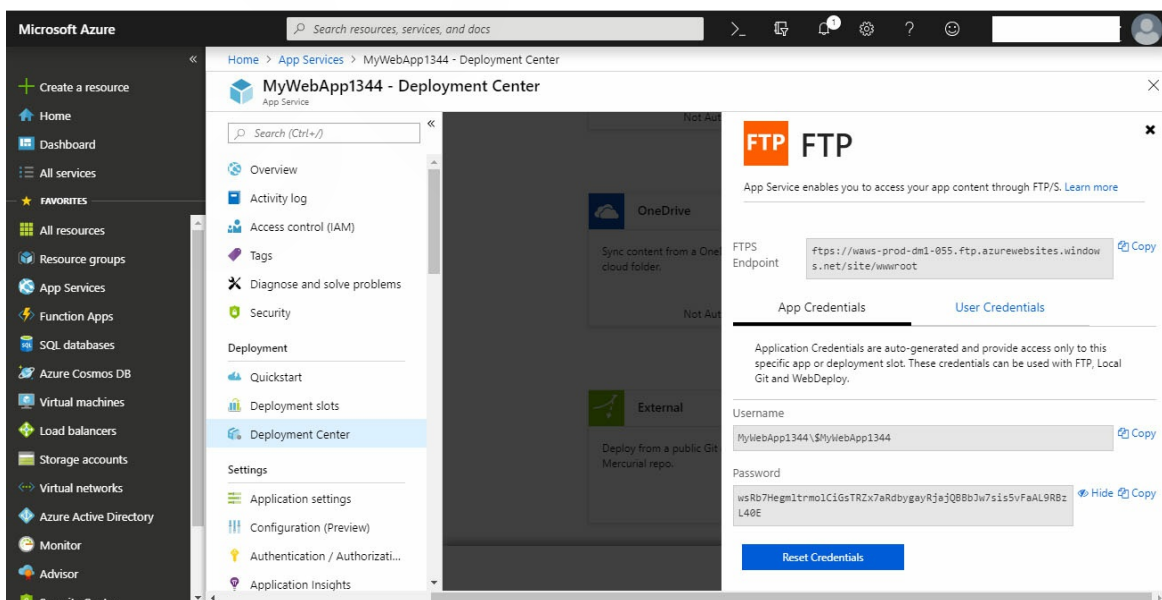 Microsoft Azure
Search resources, services, and docs
1
Create a resource
Home
Dashboard
All services
FAVORITES
All resources
Resource groups
App Services
Function Apps
SQL databases
Azure Cosmos DB
Virtual machines
Load balancers
Storage accounts
Virtual networks
Azure Active Directory
Monitor
Advisor
Home > App Services > MyWebApp1344 - Deployment Center
MyWebApp1344 - Deployment Center
App Service
Search (Ctrl+/)
Overview
Activity log
Access control (IAM)
Tags
Diagnose and solve problems
Security
Deployment
Quickstart
Deployment slots
Deployment Center
Settings
Application settings
Configuration (Preview)
Authentication / Authorizati...
Application Insights
Not Aut
OneDrive
Sync content from a One
cloud folder.
Not Aut
External
Deploy from a public Git
Mercurial repo.
FTP FTP
App Service enables you to access your app content through FTP/S. Learn more
FTPS
Endpoint
ftps://waws-prod-dm1-055.ftp.azurewebsites.window
s.net/site/wwwroot
Copy
App Credentials User Credentials
Application Credentials are auto-generated and provide access only to this
specific app or deployment slot. These credentials can be used with FTP, Local
Git and WebDeploy.
Username
MyWebApp1344\$MyWebApp1344
Copy
Password
wsRb7HegmltrmolCiGsTRZx7aRdbygayRjajQBBbJw7sis5vFaAL9RBz
L40E
Hide Copy
Reset Credentials